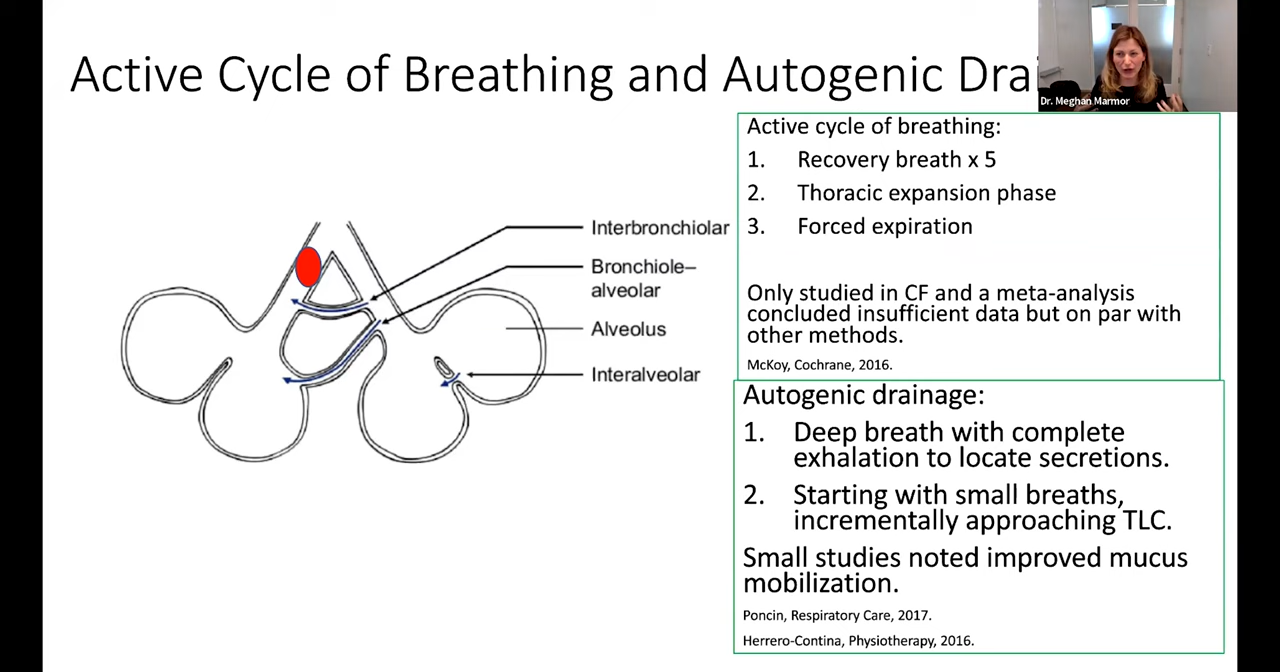 Active Cycle of Breathing and Autogenic Drai
Dr. Meghan Marmor
Interbronchiolar
Bronchiole–
alveolar
Alveolus
Interalveolar
Active cycle of breathing:
1. Recovery breath x 5
2. Thoracic expansion phase
3. Forced expiration
Only studied in CF and a meta-analysis
concluded insufficient data but on par with
other methods.
McKoy, Cochrane, 2016.
Autogenic drainage:
1. Deep breath with complete
exhalation to locate secretions.
2. Starting with small breaths,
incrementally approaching TLC.
Small studies noted improved mucus
mobilization.
Poncin, Respiratory Care, 2017.
Herrero-Contina, Physiotherapy, 2016.